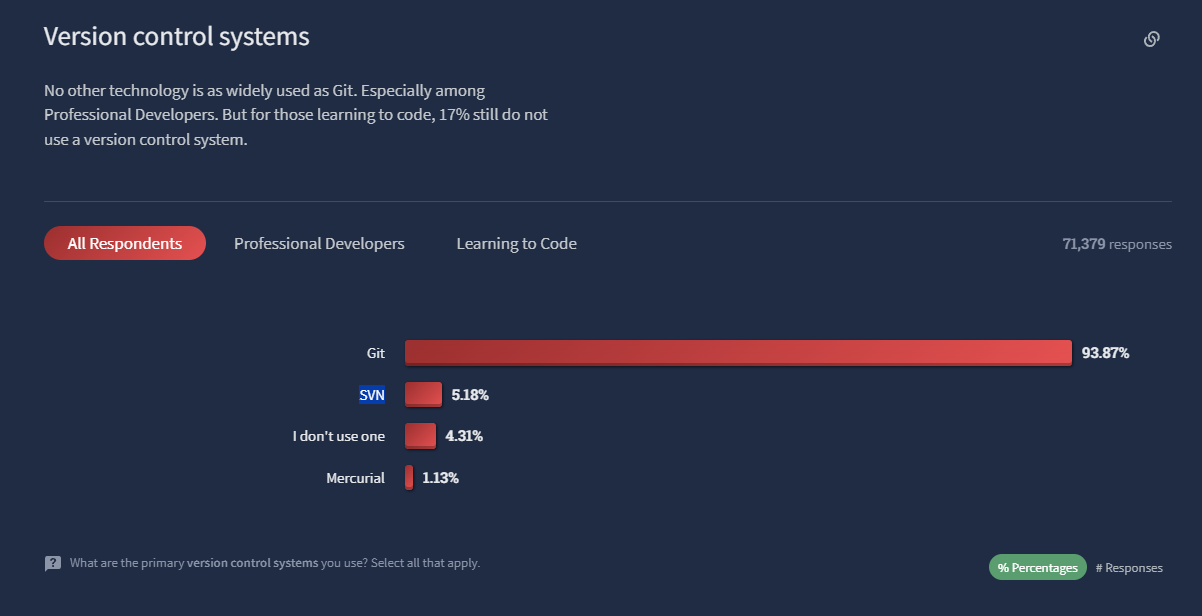 Version control systems
No other technology is as widely used as Git. Especially among
Professional Developers. But for those learning to code, 17% still do not
use a version control system.
All Respondents Professional Developers Learning to Code 71,379 responses
Git 93.87%
SVN 5.18%
I don't use one 4.31%
Mercurial 1.13%
? What are the primary version control systems you use? Select all that apply.
% Percentages # Responses